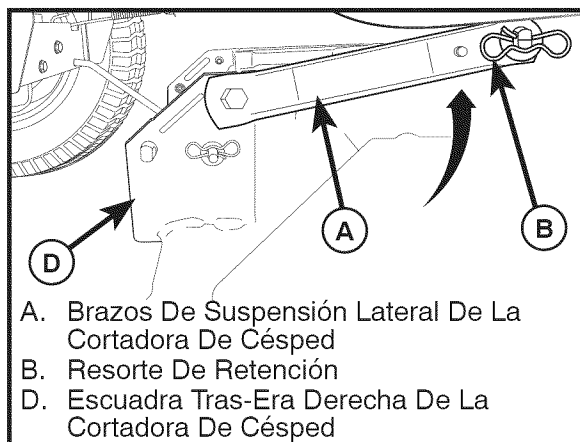 D
A
B
A. Brazos De Suspensión Lateral De La
Cortadora De Césped
B. Resorte De Retención
D. Escuadra Tras-Era Derecha De La
Cortadora De Césped